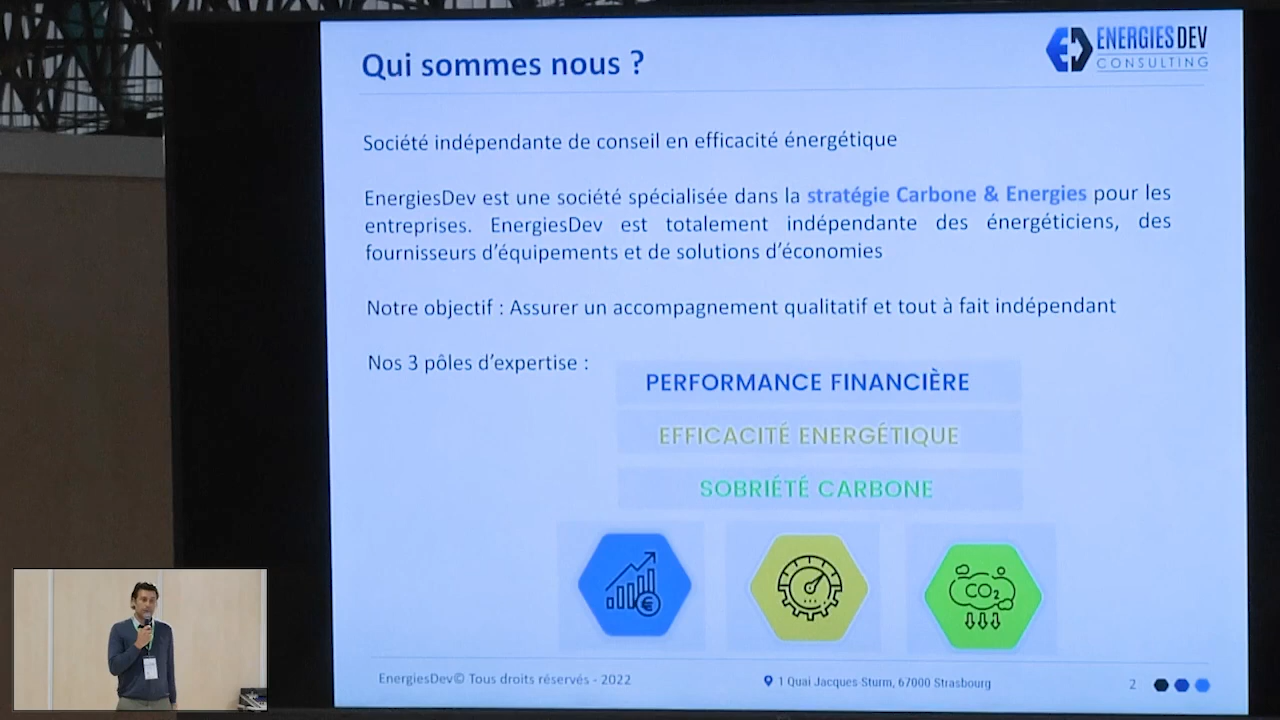 Qui sommes nous ?
ENERGIESDEV
CONSULTING
Société indépendante de conseil en efficacité énergétique
EnergiesDev est une société spécialisée dans la stratégie Carbone & Energies pour les
entreprises. EnergiesDev est totalement indépendante des énergéticiens, des
fournisseurs d'équipements et de solutions d'économies
Notre objectif : Assurer un accompagnement qualitatif et tout à fait indépendant
Nos 3 pôles d'expertise :
PERFORMANCE FINANCIÈRE
EFFICACITÉ ENERGÉTIQUE
SOBRIÉTÉ CARBONE
€
CO₂
EnergiesDev© Tous droits réservés - 2022
1 Quai Jacques Sturm, 67000 Strasbourg
2